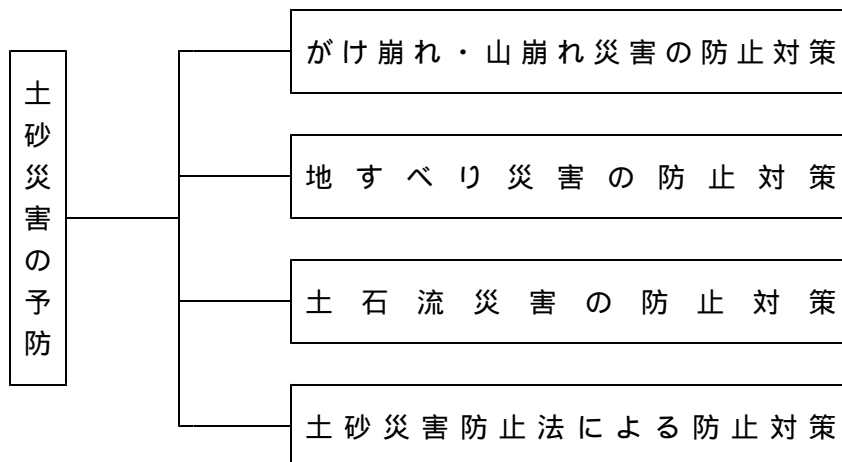 土砂災害の予防
がけ崩れ・山崩れ災害の防止対策
地すべり災害の防止対策
土石流災害の防止対策
土砂災害防止法による防止対策